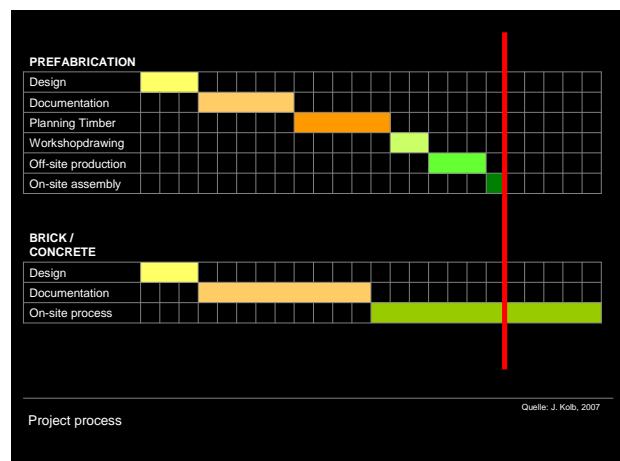 PREFABRICATION
Design
Documentation
Planning Timber
Workshopdrawing
Off-site production
On-site assembly
BRICK /
CONCRETE
Design
Documentation
On-site process
Quelle: J. Kolb, 2007
Project process